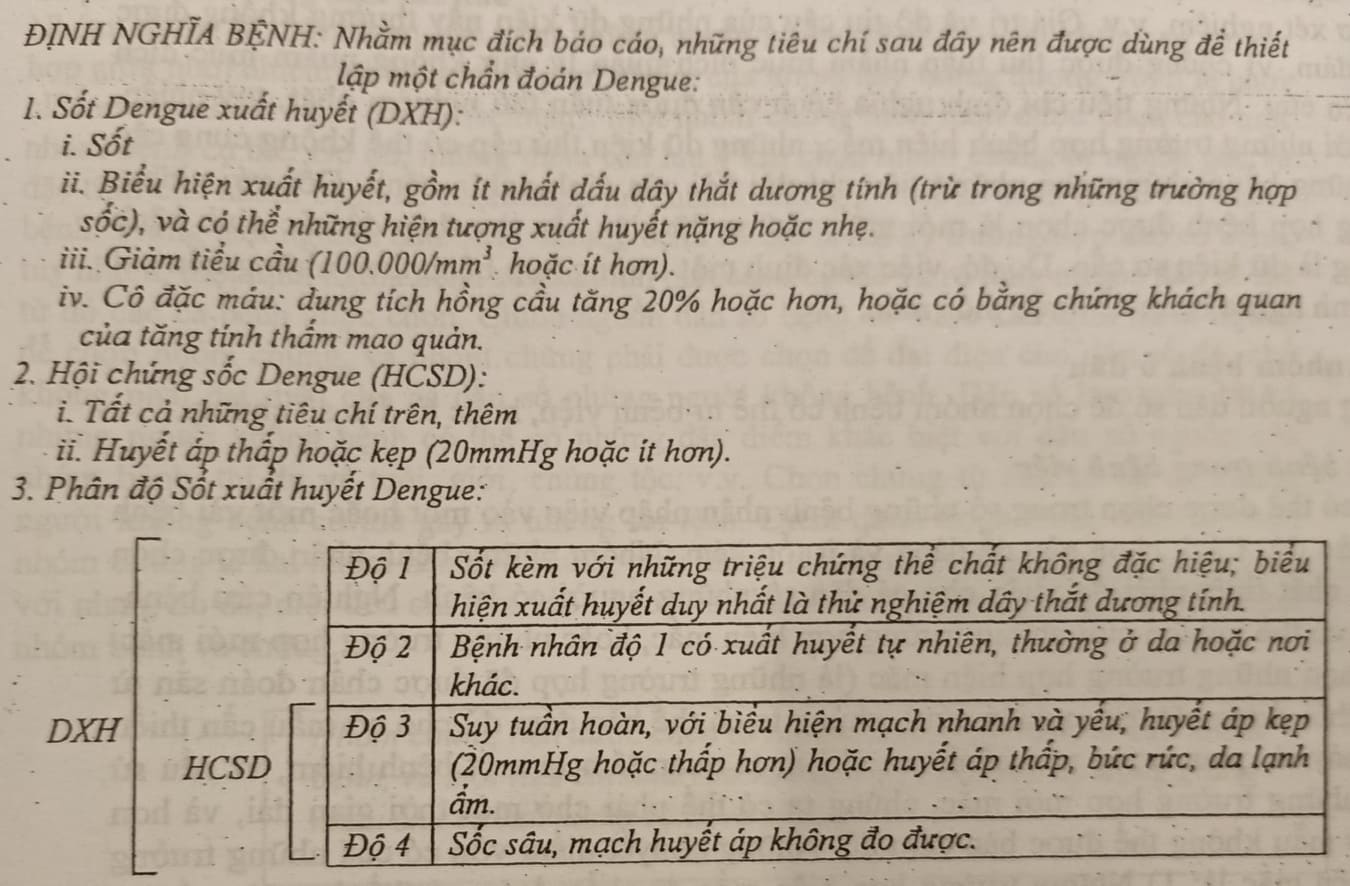 ĐỊNH NGHĨA BỆNH: Nhằm mục đích báo cáo, những tiêu chí sau đây nên được dùng để thiết
lập một chẩn đoán Dengue:
1. Sốt Dengue xuất huyết (DXH):
i. Sốt
ii. Biểu hiện xuất huyết, gồm ít nhất dấu dây thắt dương tính (trừ trong những trường hợp
sốc), và có thể những hiện tượng xuất huyết nặng hoặc nhẹ.
iii. Giảm tiểu cầu (100.000/mm³ hoặc ít hơn).
iv. Cô đặc máu: dung tích hồng cầu tăng 20% hoặc hơn, hoặc có bằng chứng khách quan
của tăng tính thấm mao quản.
2. Hội chứng sốc Dengue (HCSD):
i. Tất cả những tiêu chí trên, thêm
ii. Huyết áp thấp hoặc kẹp (20mmHg hoặc ít hơn).
3. Phân độ Sốt xuất huyết Dengue:
Độ 1 Sốt kèm với những triệu chứng thể chất không đặc hiệu; biểu
hiện xuất huyết duy nhất là thử nghiệm dây thắt dương tính.
Độ 2 Bệnh nhân độ 1 có xuất huyết tự nhiên, thường ở da hoặc nơi
khác.
DXH Độ 3 Suy tuần hoàn, với biểu hiện mạch nhanh và yếu, huyết áp kẹp
HCSD (20mmHg hoặc thấp hơn) hoặc huyết áp thấp, bứt rứt, da lạnh
ẩm.
Độ 4 Sốc sâu, mạch huyết áp không đo được.